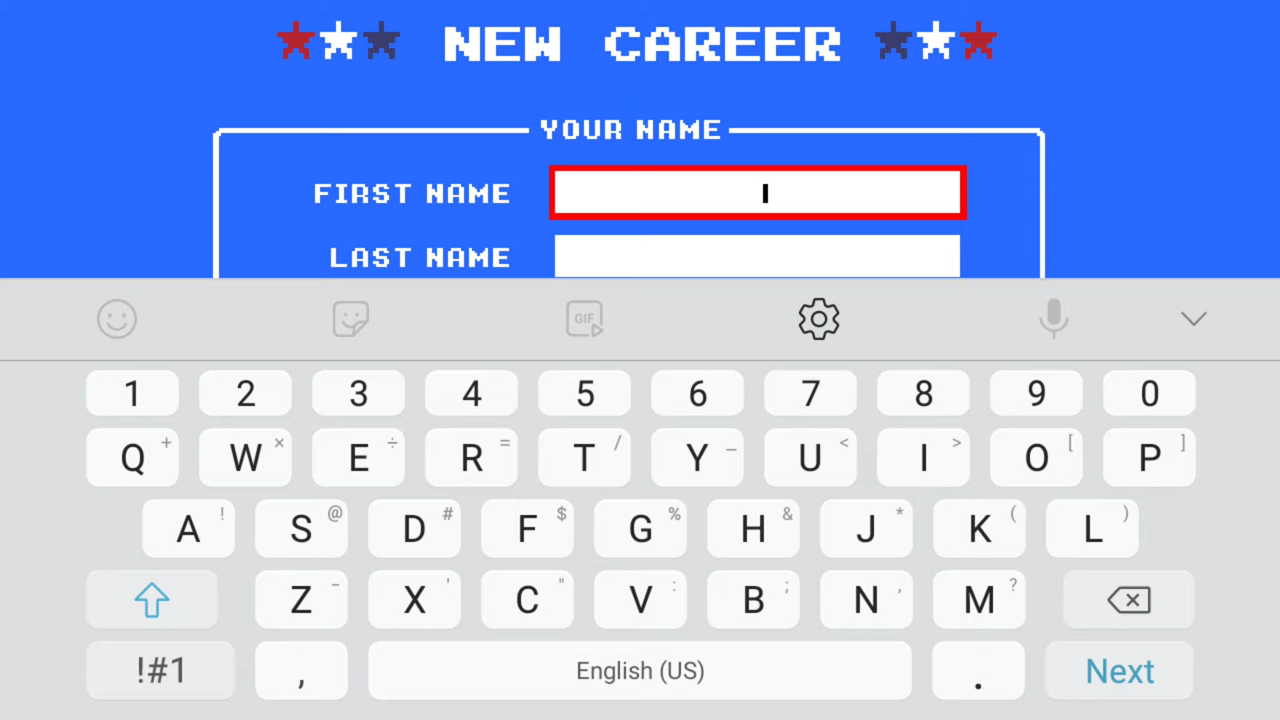 NEW CAREER
YOUR NAME
FIRST NAME
LAST NAME
GIF
1 2 3 4 5 6 7 8 9 0
Q + W × E ÷ R = T / Y _ U < I > O [ P ]
A ! S @ D # F $ G % H & J * K ( L )
Z - X ' C " V : B ; N , M ?
!#1 , English (US) . Next